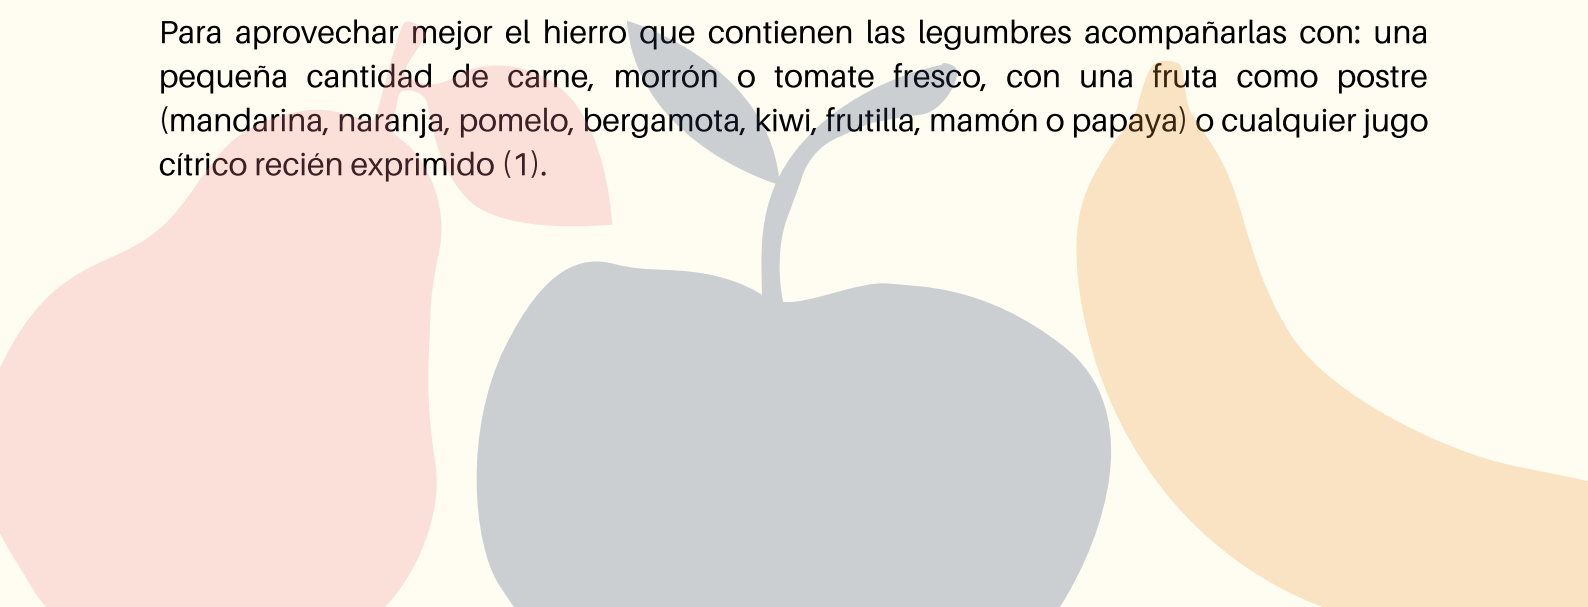 Para aprovechar mejor el hierro que contienen las legumbres acompañarlas con: una
pequeña cantidad de carne, morrón o tomate fresco, con una fruta como postre
(mandarina, naranja, pomelo, bergamota, kiwi, frutilla, mamón o papaya) o cualquier jugo
cítrico recién exprimido (1).